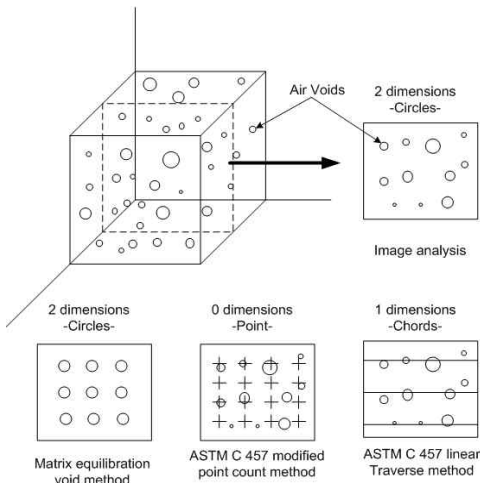 Air Voids
2 dimensions
-Circles-
Image analysis
2 dimensions
-Circles-
Matrix equilibration
void method
0 dimensions
-Point-
ASTM C 457 modified
point count method
1 dimensions
-Chords-
ASTM C 457 linear
Traverse method